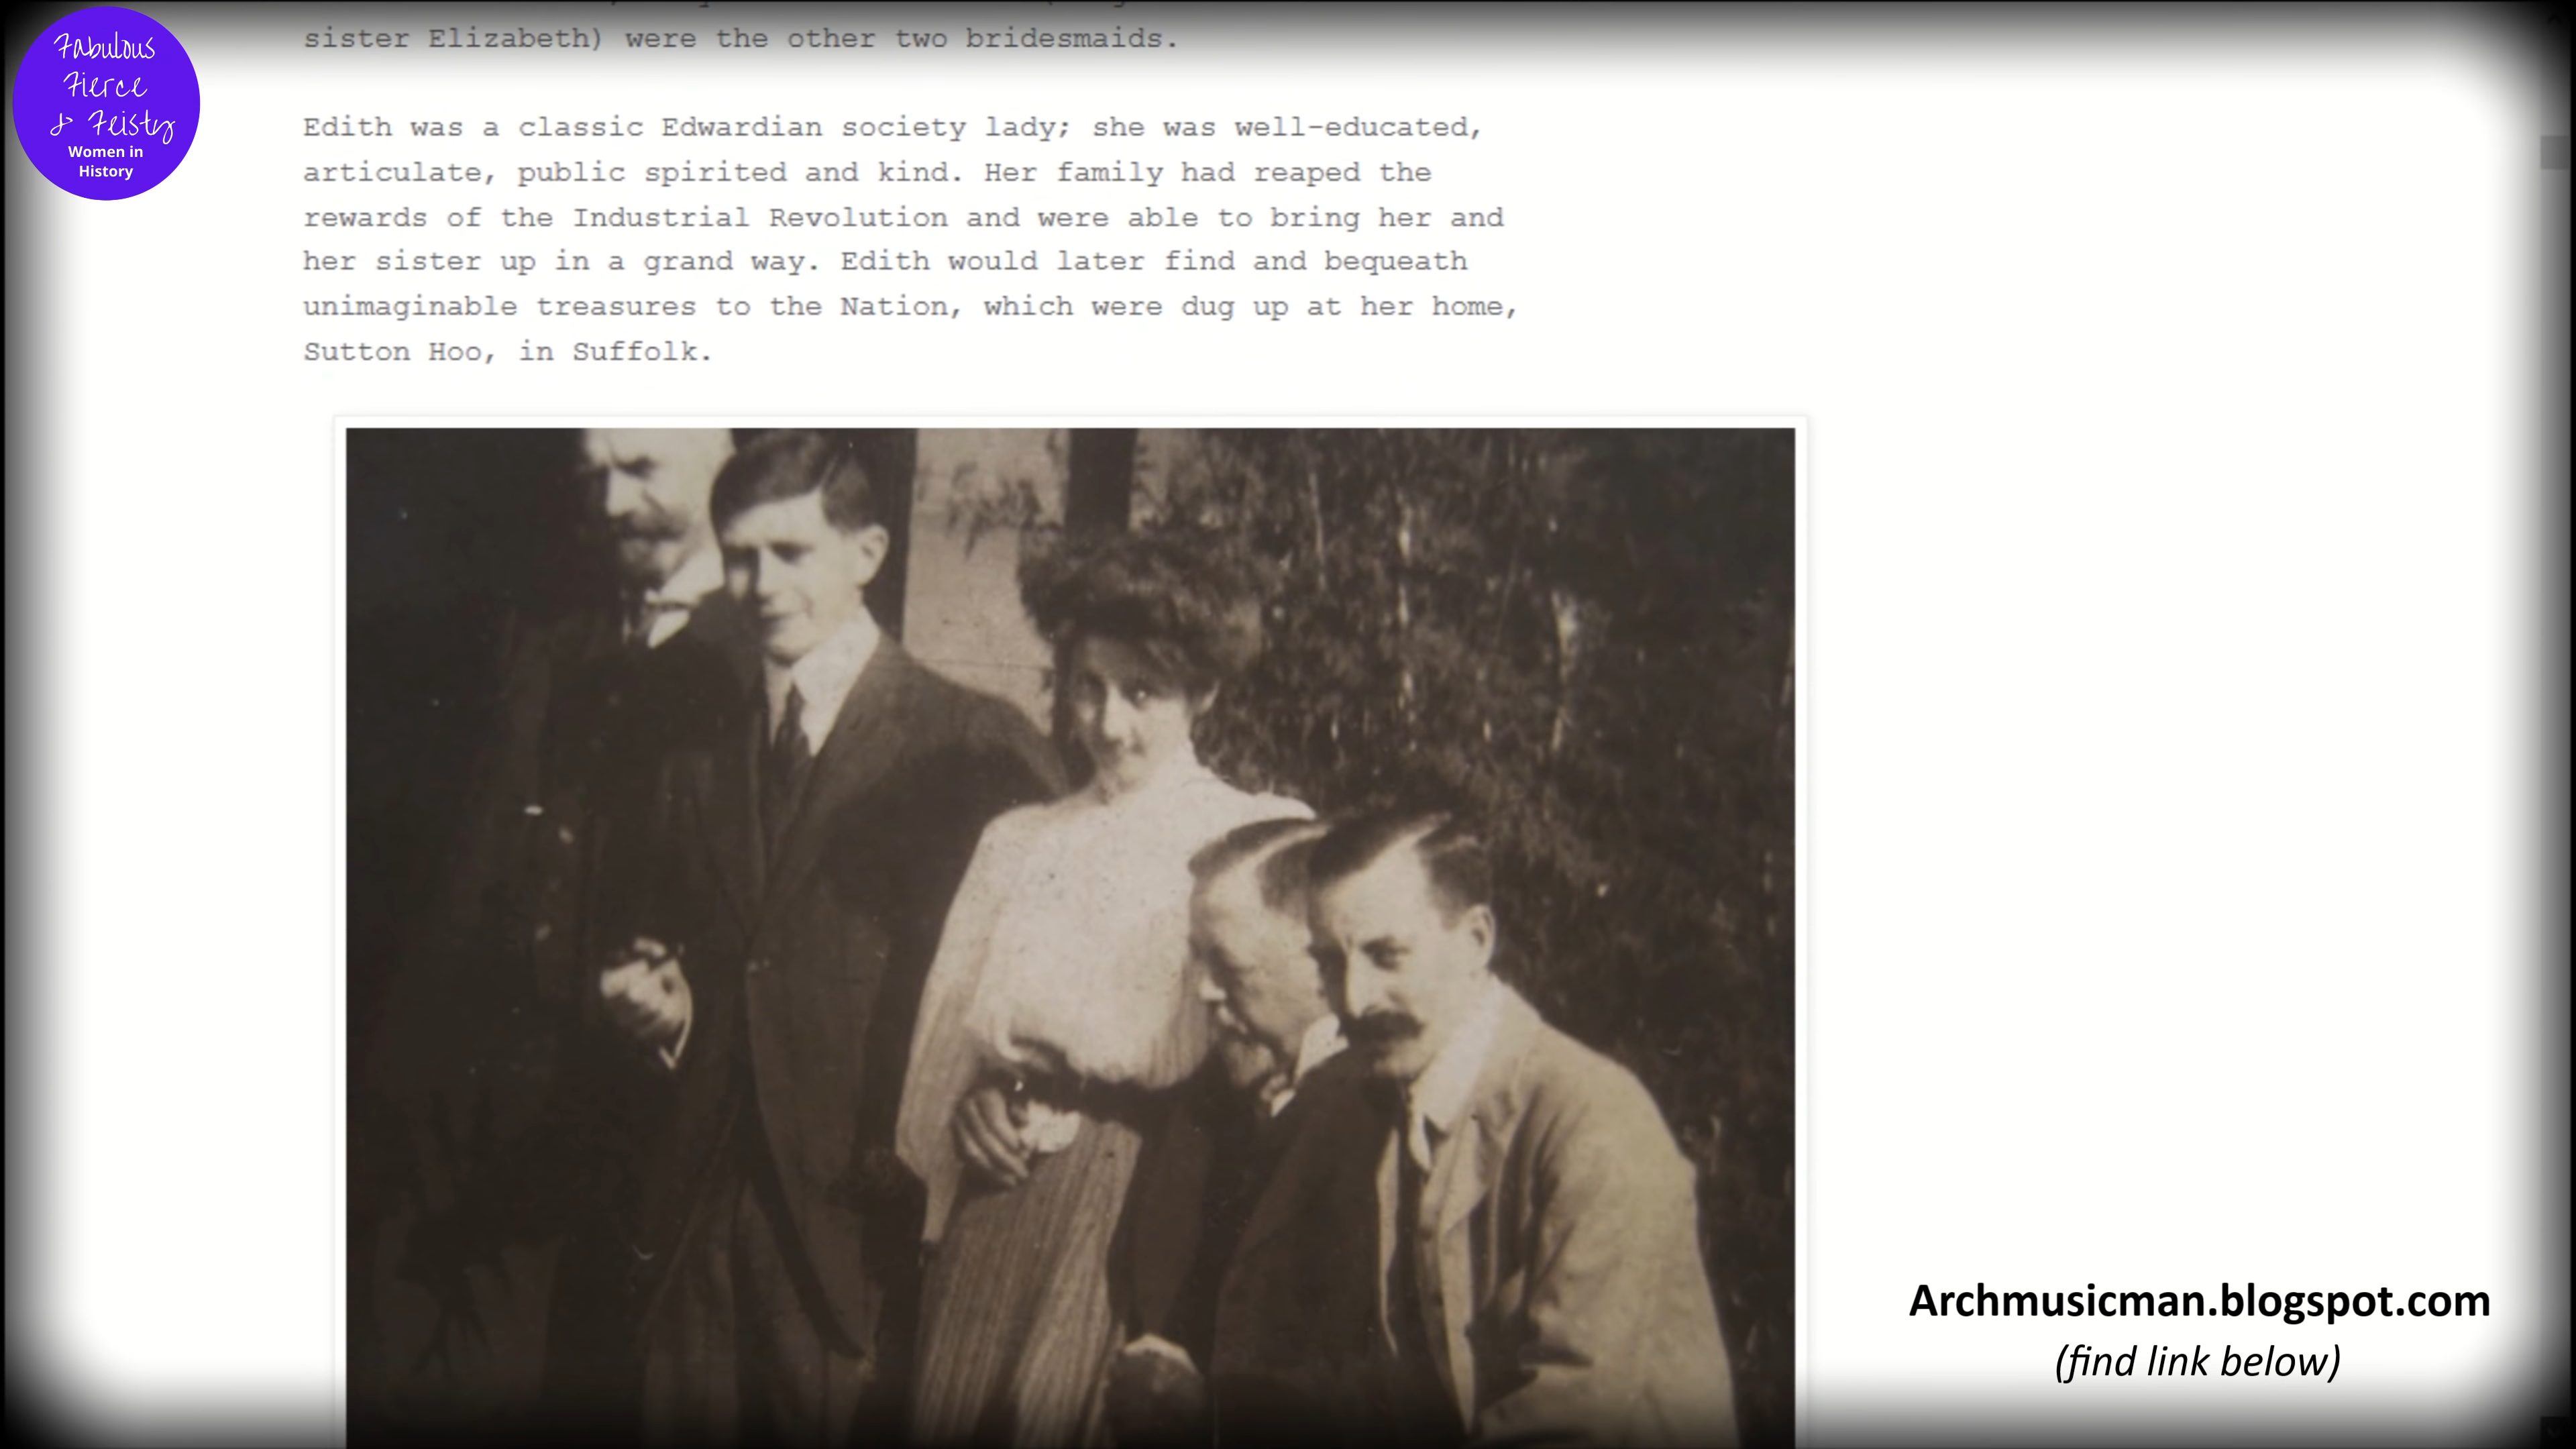 Fabulous
Fierce
& Feisty
Women in
History
sister Elizabeth) were the other two bridesmaids.
Edith was a classic Edwardian society lady; she was well-educated,
articulate, public spirited and kind. Her family had reaped the
rewards of the Industrial Revolution and were able to bring her and
her sister up in a grand way. Edith would later find and bequeath
unimaginable treasures to the Nation, which were dug up at her home,
Sutton Hoo, in Suffolk.
Archmusicman.blogspot.com
(find link below)